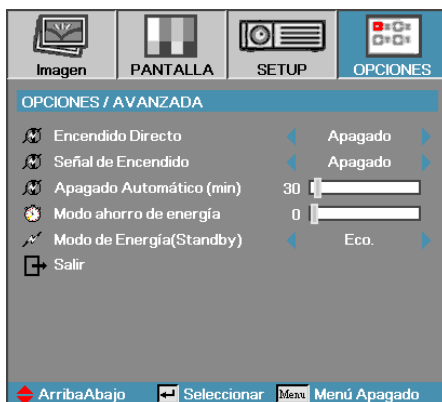 Imagen PANTALLA SETUP OPCIONES
OPCIONES / AVANZADA
Encendido Directo Apagado
Señal de Encendido Apagado
Apagado Automático (min) 30
Modo ahorro de energía 0
Modo de Energía(Standby) Eco.
Salir
ArribaAbajo Seleccionar Menu Menú Apagado